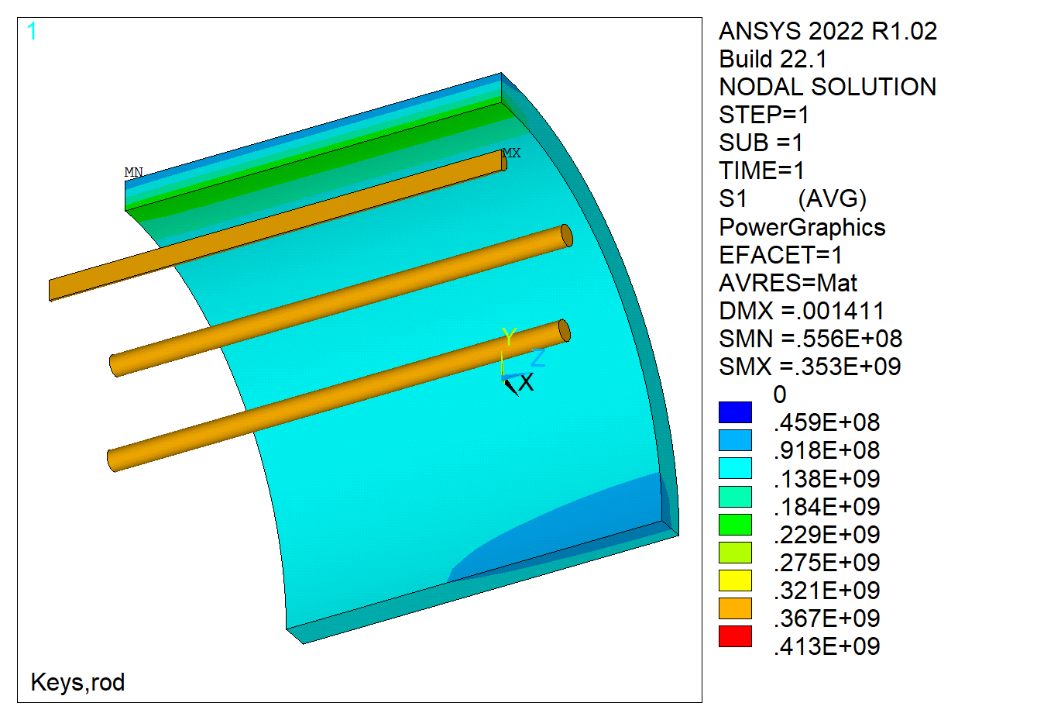 1
ANSYS 2022 R1.02
Build 22.1
NODAL SOLUTION
STEP=1
SUB =1
TIME=1
S1 (AVG)
PowerGraphics
EFACET=1
AVRES=Mat
DMX =.001411
SMN =.556E+08
SMX =.353E+09
0
.459E+08
.918E+08
.138E+09
.184E+09
.229E+09
.275E+09
.321E+09
.367E+09
.413E+09
MN
MX
Y
Z
X
Keys,rod